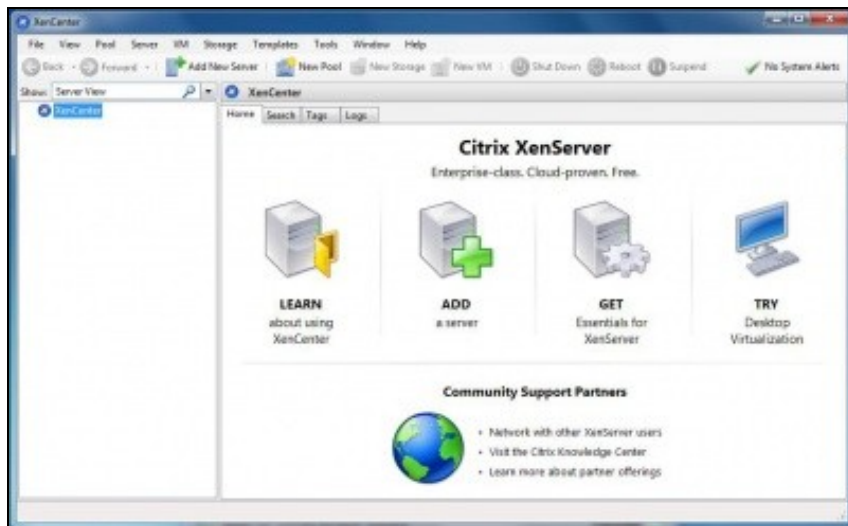 XenCenter
File View Pool Server VM Storage Templates Tools Window Help
Back Forward Add New Server New Pool New Storage New VM Shut Down Reboot Suspend No System Alerts
Show: Server View XenCenter
XenCenter
Home Search Tags Logs
Citrix XenServer
Enterprise-class. Cloud-proven. Free.
LEARN
about using
XenCenter
ADD
a server
GET
Essentials for
XenServer
TRY
Desktop
Virtualization
Community Support Partners
• Network with other XenServer users
• Visit the Citrix Knowledge Center
• Learn more about partner offerings